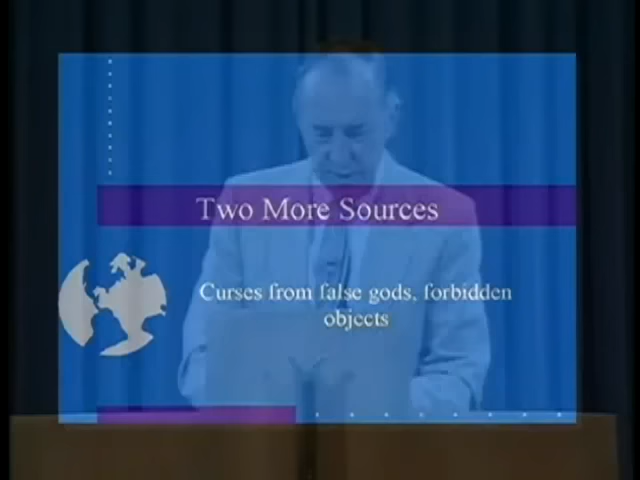 Two More Sources
Curses from false gods, forbidden
objects